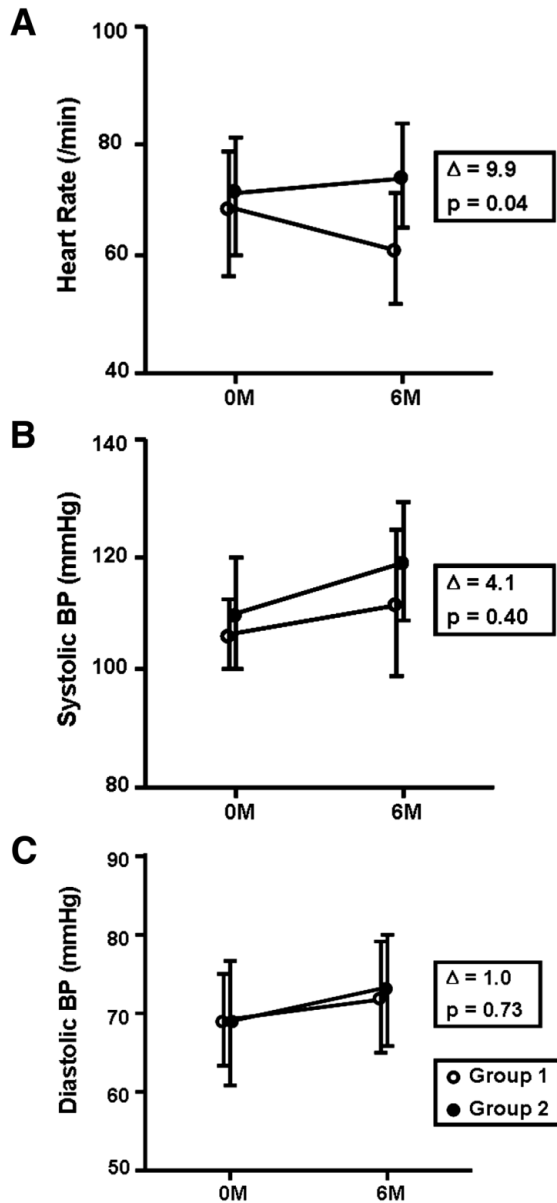 A
100
80
60
40
Heart Rate (/min)
0M
6M
Δ = 9.9
p = 0.04
B
140
120
100
80
Systolic BP (mmHg)
0M
6M
Δ = 4.1
p = 0.40
C
90
80
70
60
50
Diastolic BP (mmHg)
0M
6M
Δ = 1.0
p = 0.73
Group 1
Group 2